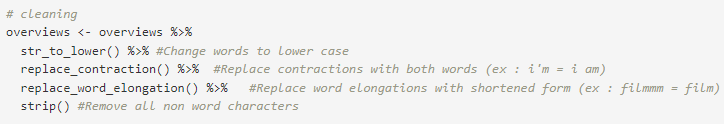 # cleaning
overviews <- overviews %>%
  str_to_lower() %>% #Change words to lower case
  replace_contraction() %>%  #Replace contractions with both words (ex : i'm = i am)
  replace_word_elongation() %>%   #Replace word elongations with shortened form (ex : filmmm = film)
  strip() #Remove all non word characters